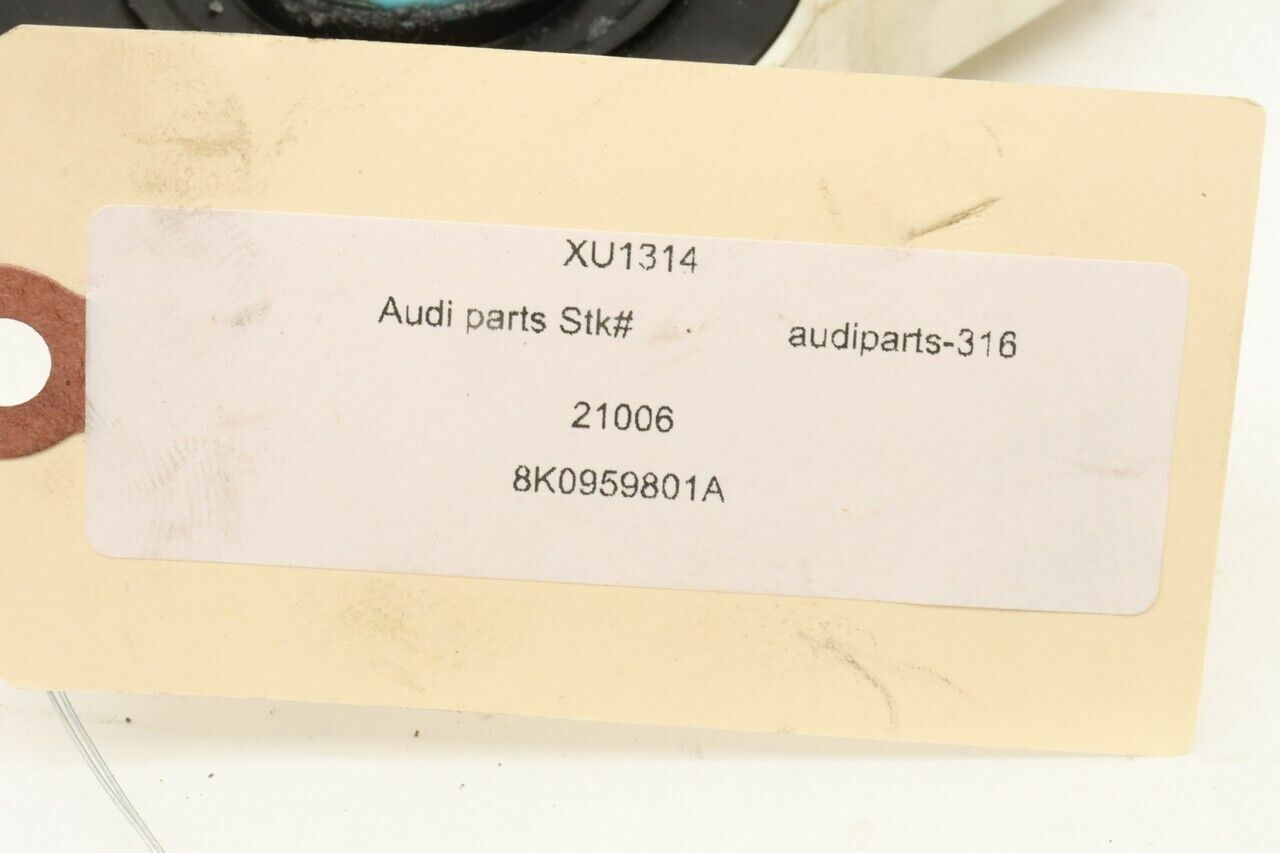 XU1314
Audi parts Stk# audiparts-316
21006
8K0959801A